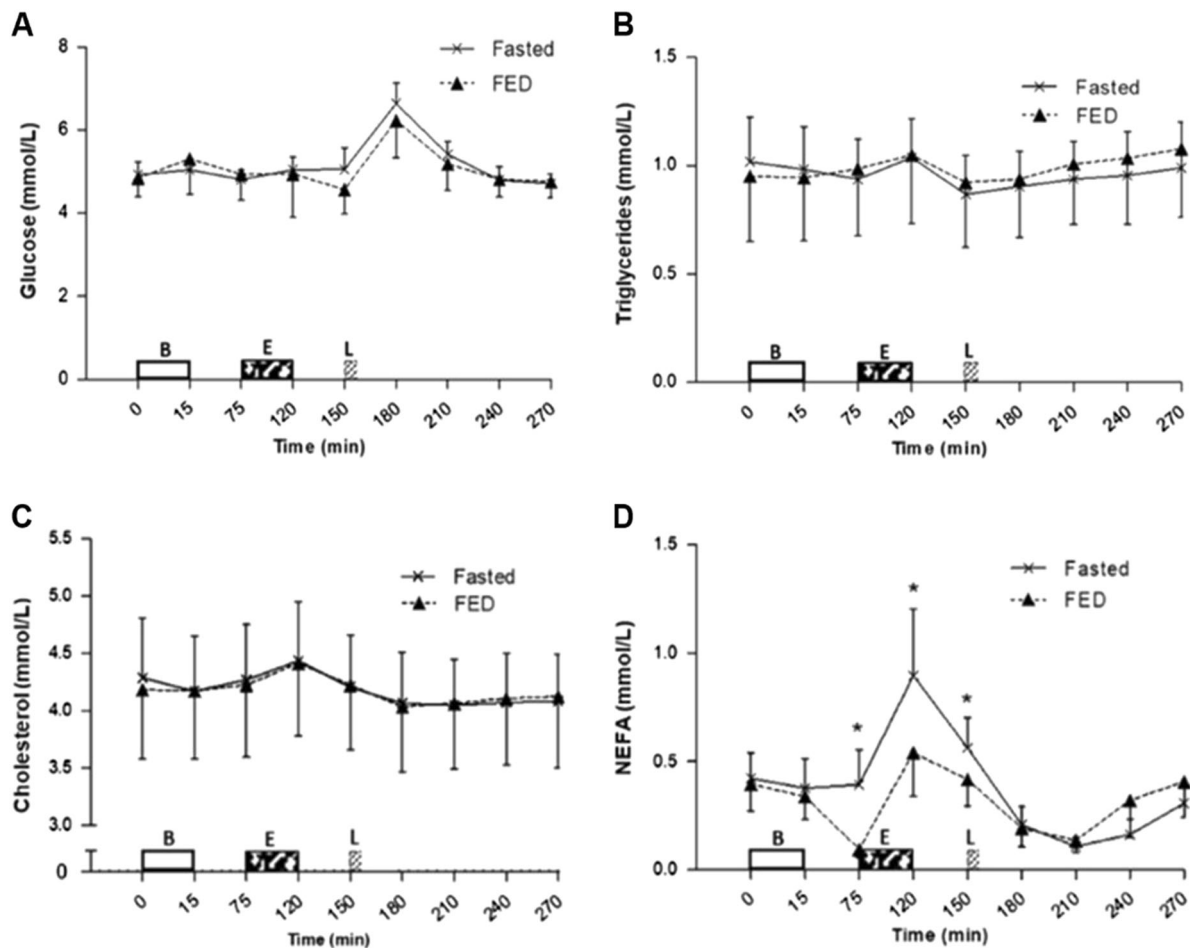 A
Glucose (mmol/L)
8
6
4
2
0
Fasted
FED
B
E
L
0 15 75 120 150 180 210 240 270
Time (min)
B
Triglycerides (mmol/L)
1.5
1.0
0.5
0.0
Fasted
FED
B
E
L
0 15 75 120 150 180 210 240 270
Time (min)
C
Cholesterol (mmol/L)
5.5
5.0
4.5
4.0
3.5
3.0
0
Fasted
FED
B
E
L
0 15 75 120 150 180 210 240 270
Time (min)
D
NEFA (mmol/L)
1.5
1.0
0.5
0.0
Fasted
FED
*
*
*
B
E
L
0 15 75 120 150 180 210 240 270
Time (min)